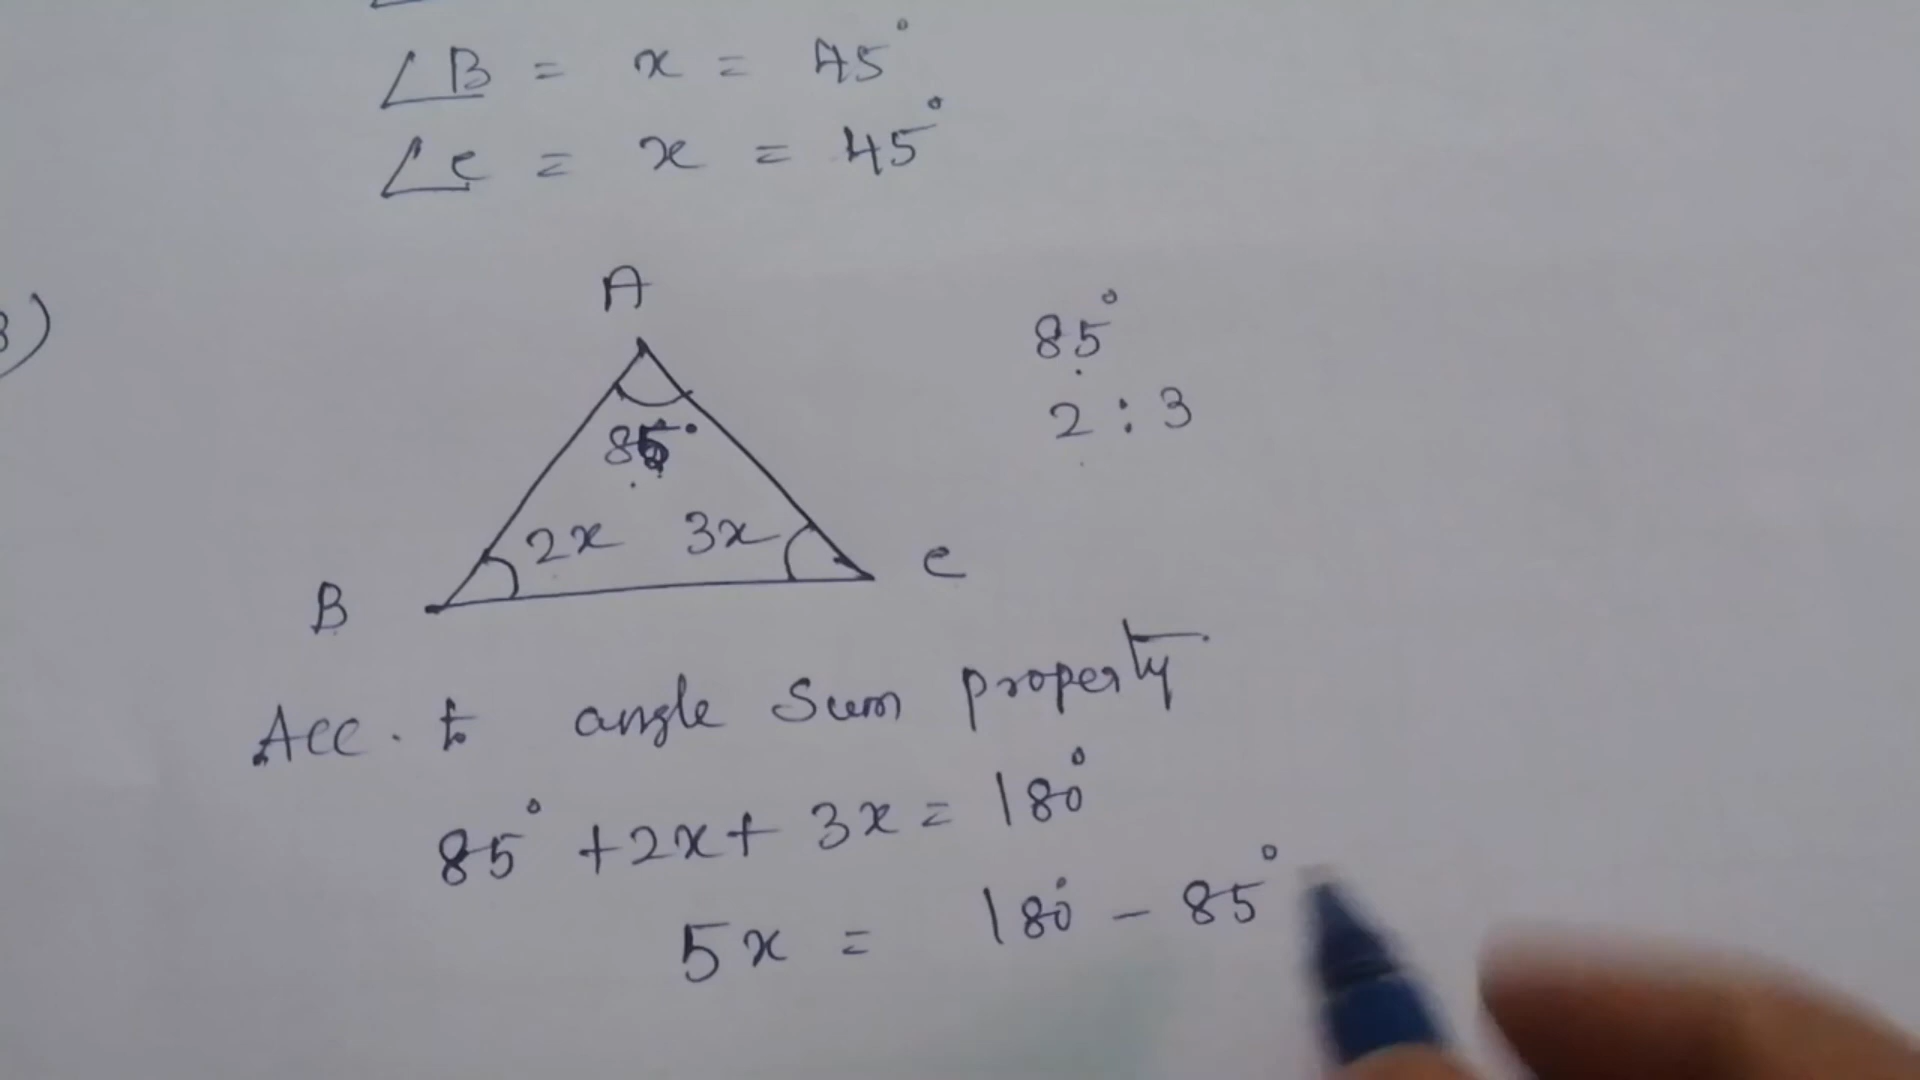 ∠B = x = 45°
∠C = x = 45°
3)
A
85°
85°
2 : 3
2x 3x
B
C
Acc. to angle Sum property
85° + 2x + 3x = 180°
5x = 180° - 85°